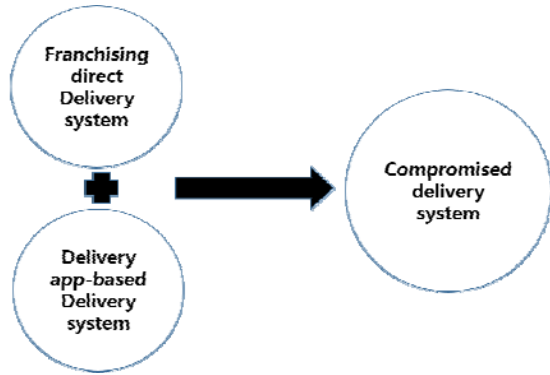 Franchising
direct
Delivery
system
Delivery
app-based
Delivery
system
Compromised
delivery
system